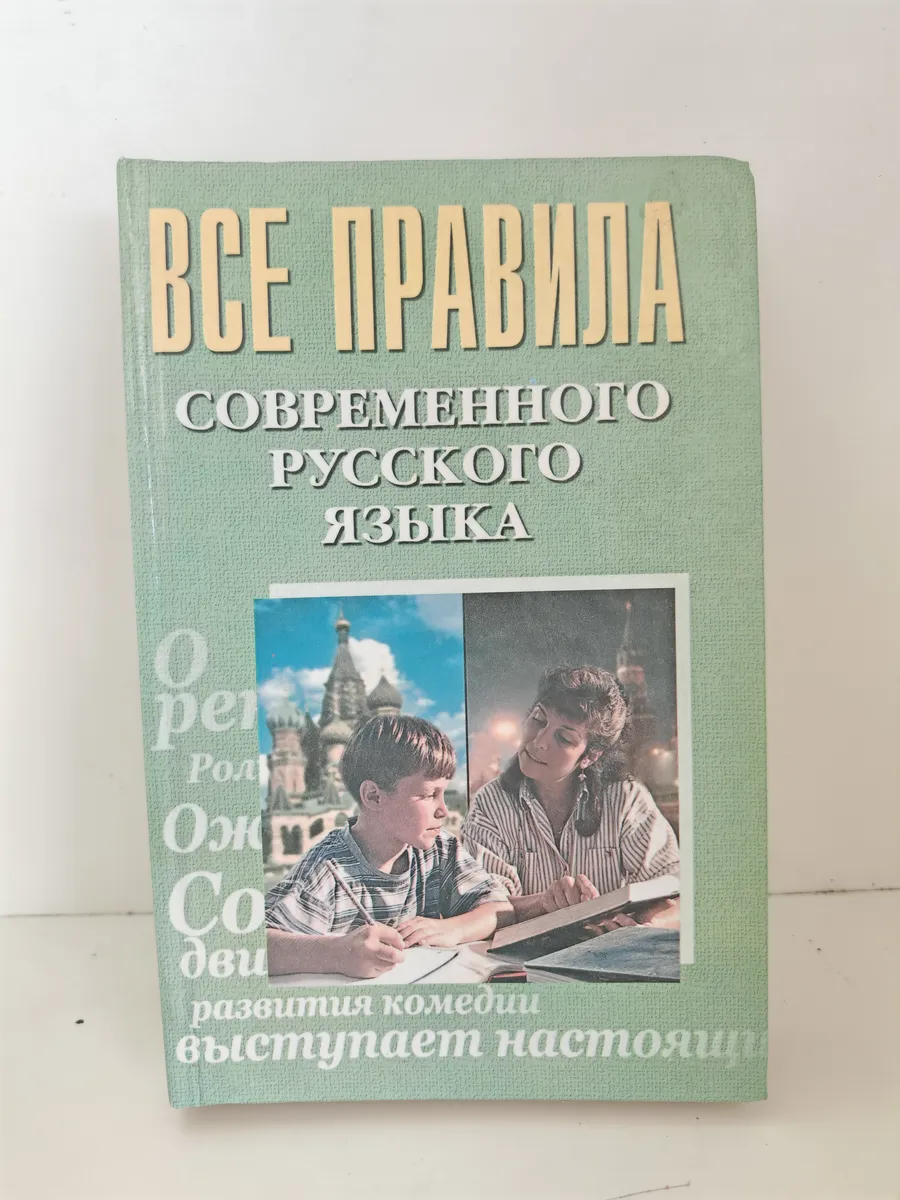 ВСЕ ПРАВИЛА
СОВРЕМЕННОГО
РУССКОГО
ЯЗЫКА
О
развития комедии
выступает